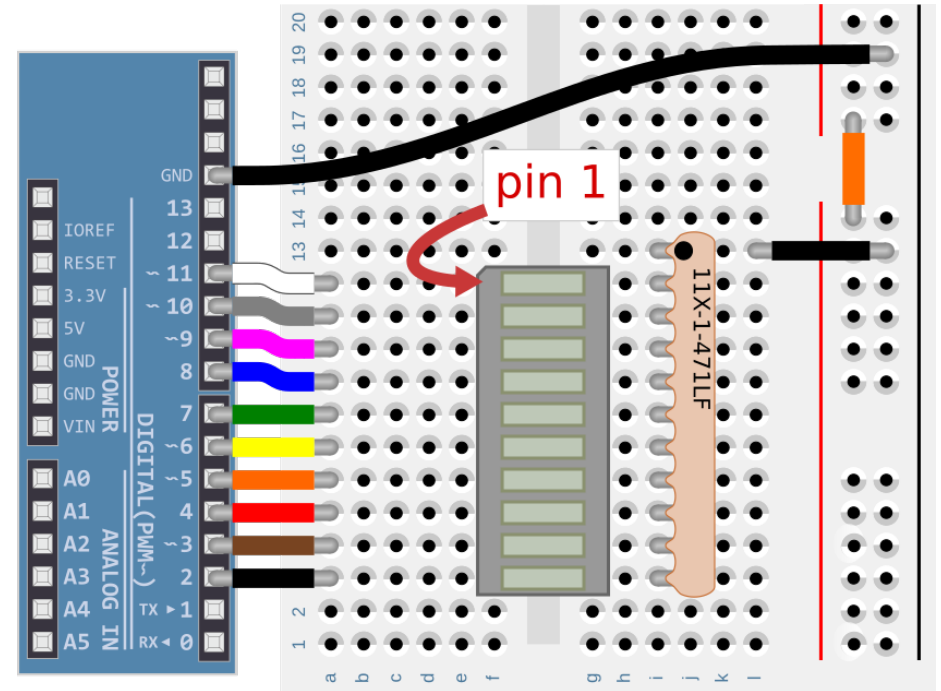 GND
13
12
~ 11
~ 10
~9
8
7
~6
~5
4
~3
2
TX ▸ 1
RX ◂ 0
DIGITAL (PWM~)
IOREF
RESET
3.3V
5V
GND
GND
VIN
POWER
A0
A1
A2
A3
A4
A5
ANALOG IN
20
19
18
17
16
15
14
13
2
1
a b c d e f g h i j k l
pin 1
11X-1-471LF